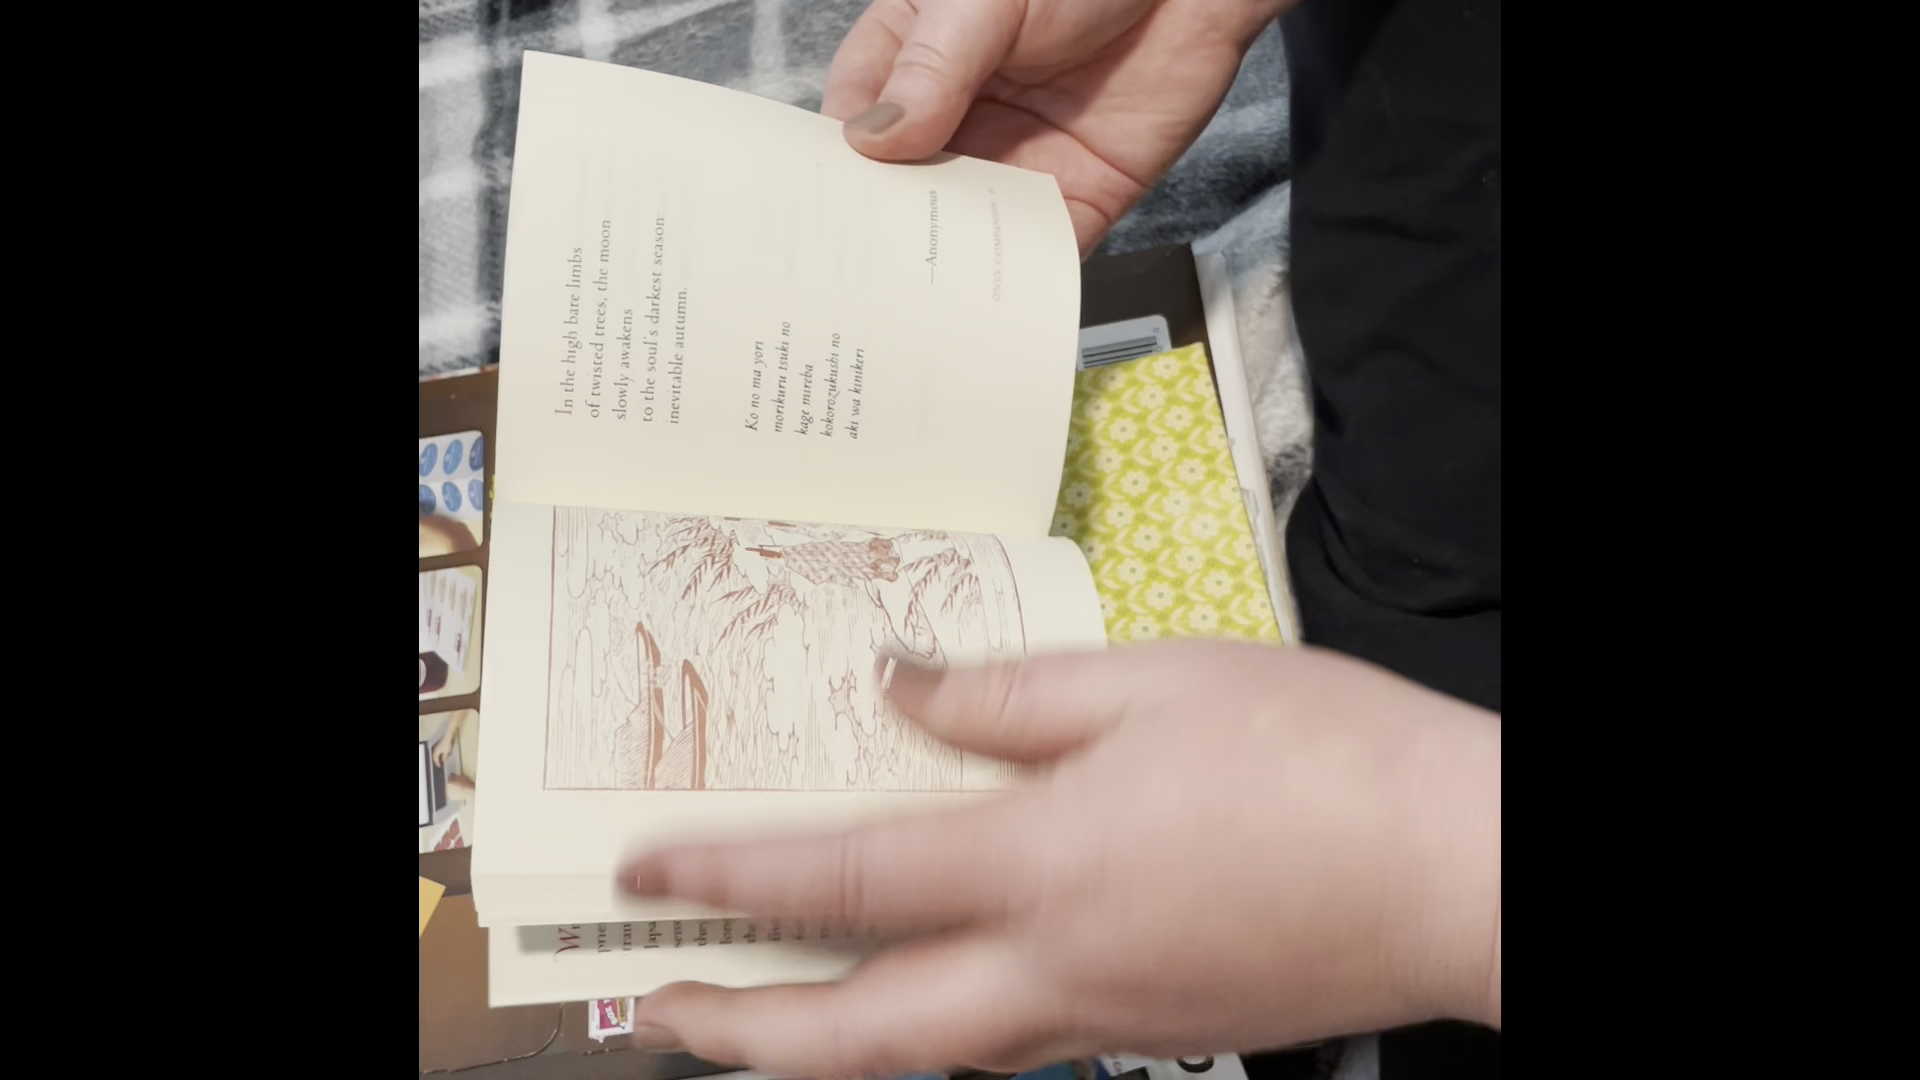 In the high bare limbs
of twisted trees, the moon
slowly awakens
to the soul's darkest season:
inevitable autumn.
Ko no ma yori
morikuru tsuki no
kage mireba
kokorozukushi no
aki wa kinikeri
—Anonymous